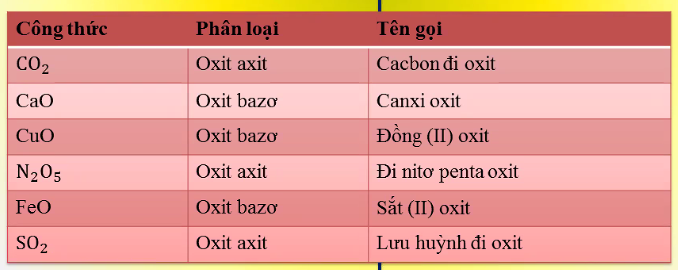 Công thức Phân loại Tên gọi
CO₂ Oxit axit Cacbon đi oxit
CaO Oxit bazơ Canxi oxit
CuO Oxit bazơ Đồng (II) oxit
N₂O₅ Oxit axit Đi nitơ penta oxit
FeO Oxit bazơ Sắt (II) oxit
SO₂ Oxit axit Lưu huỳnh đi oxit